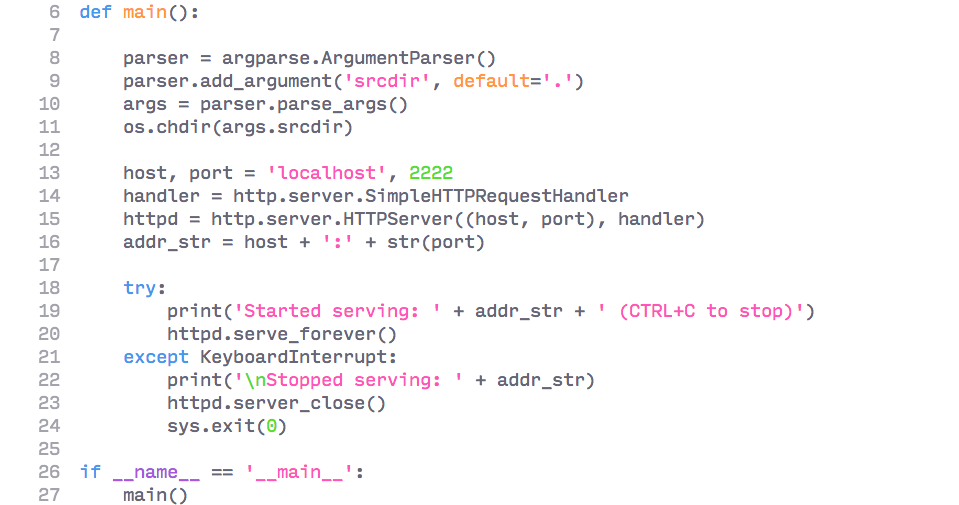 6 def main():
7
8     parser = argparse.ArgumentParser()
9     parser.add_argument('srcdir', default='.')
10     args = parser.parse_args()
11     os.chdir(args.srcdir)
12
13     host, port = 'localhost', 2222
14     handler = http.server.SimpleHTTPRequestHandler
15     httpd = http.server.HTTPServer((host, port), handler)
16     addr_str = host + ':' + str(port)
17
18     try:
19         print('Started serving: ' + addr_str + ' (CTRL+C to stop)')
20         httpd.serve_forever()
21     except KeyboardInterrupt:
22         print('\nStopped serving: ' + addr_str)
23         httpd.server_close()
24         sys.exit(0)
25
26 if __name__ == '__main__':
27     main()